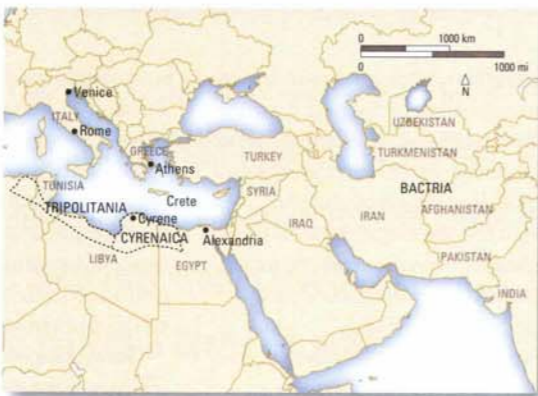 0 1000 km
0 1000 mi
N
Venice
ITALY
Rome
GREECE
Athens
TURKEY
UZBEKISTAN
TURKMENISTAN
TUNISIA
TRIPOLITANIA
Crete
SYRIA
BACTRIA
Cyrene
CYRENAICA
Alexandria
IRAQ
IRAN
AFGHANISTAN
LIBYA
EGYPT
PAKISTAN
INDIA